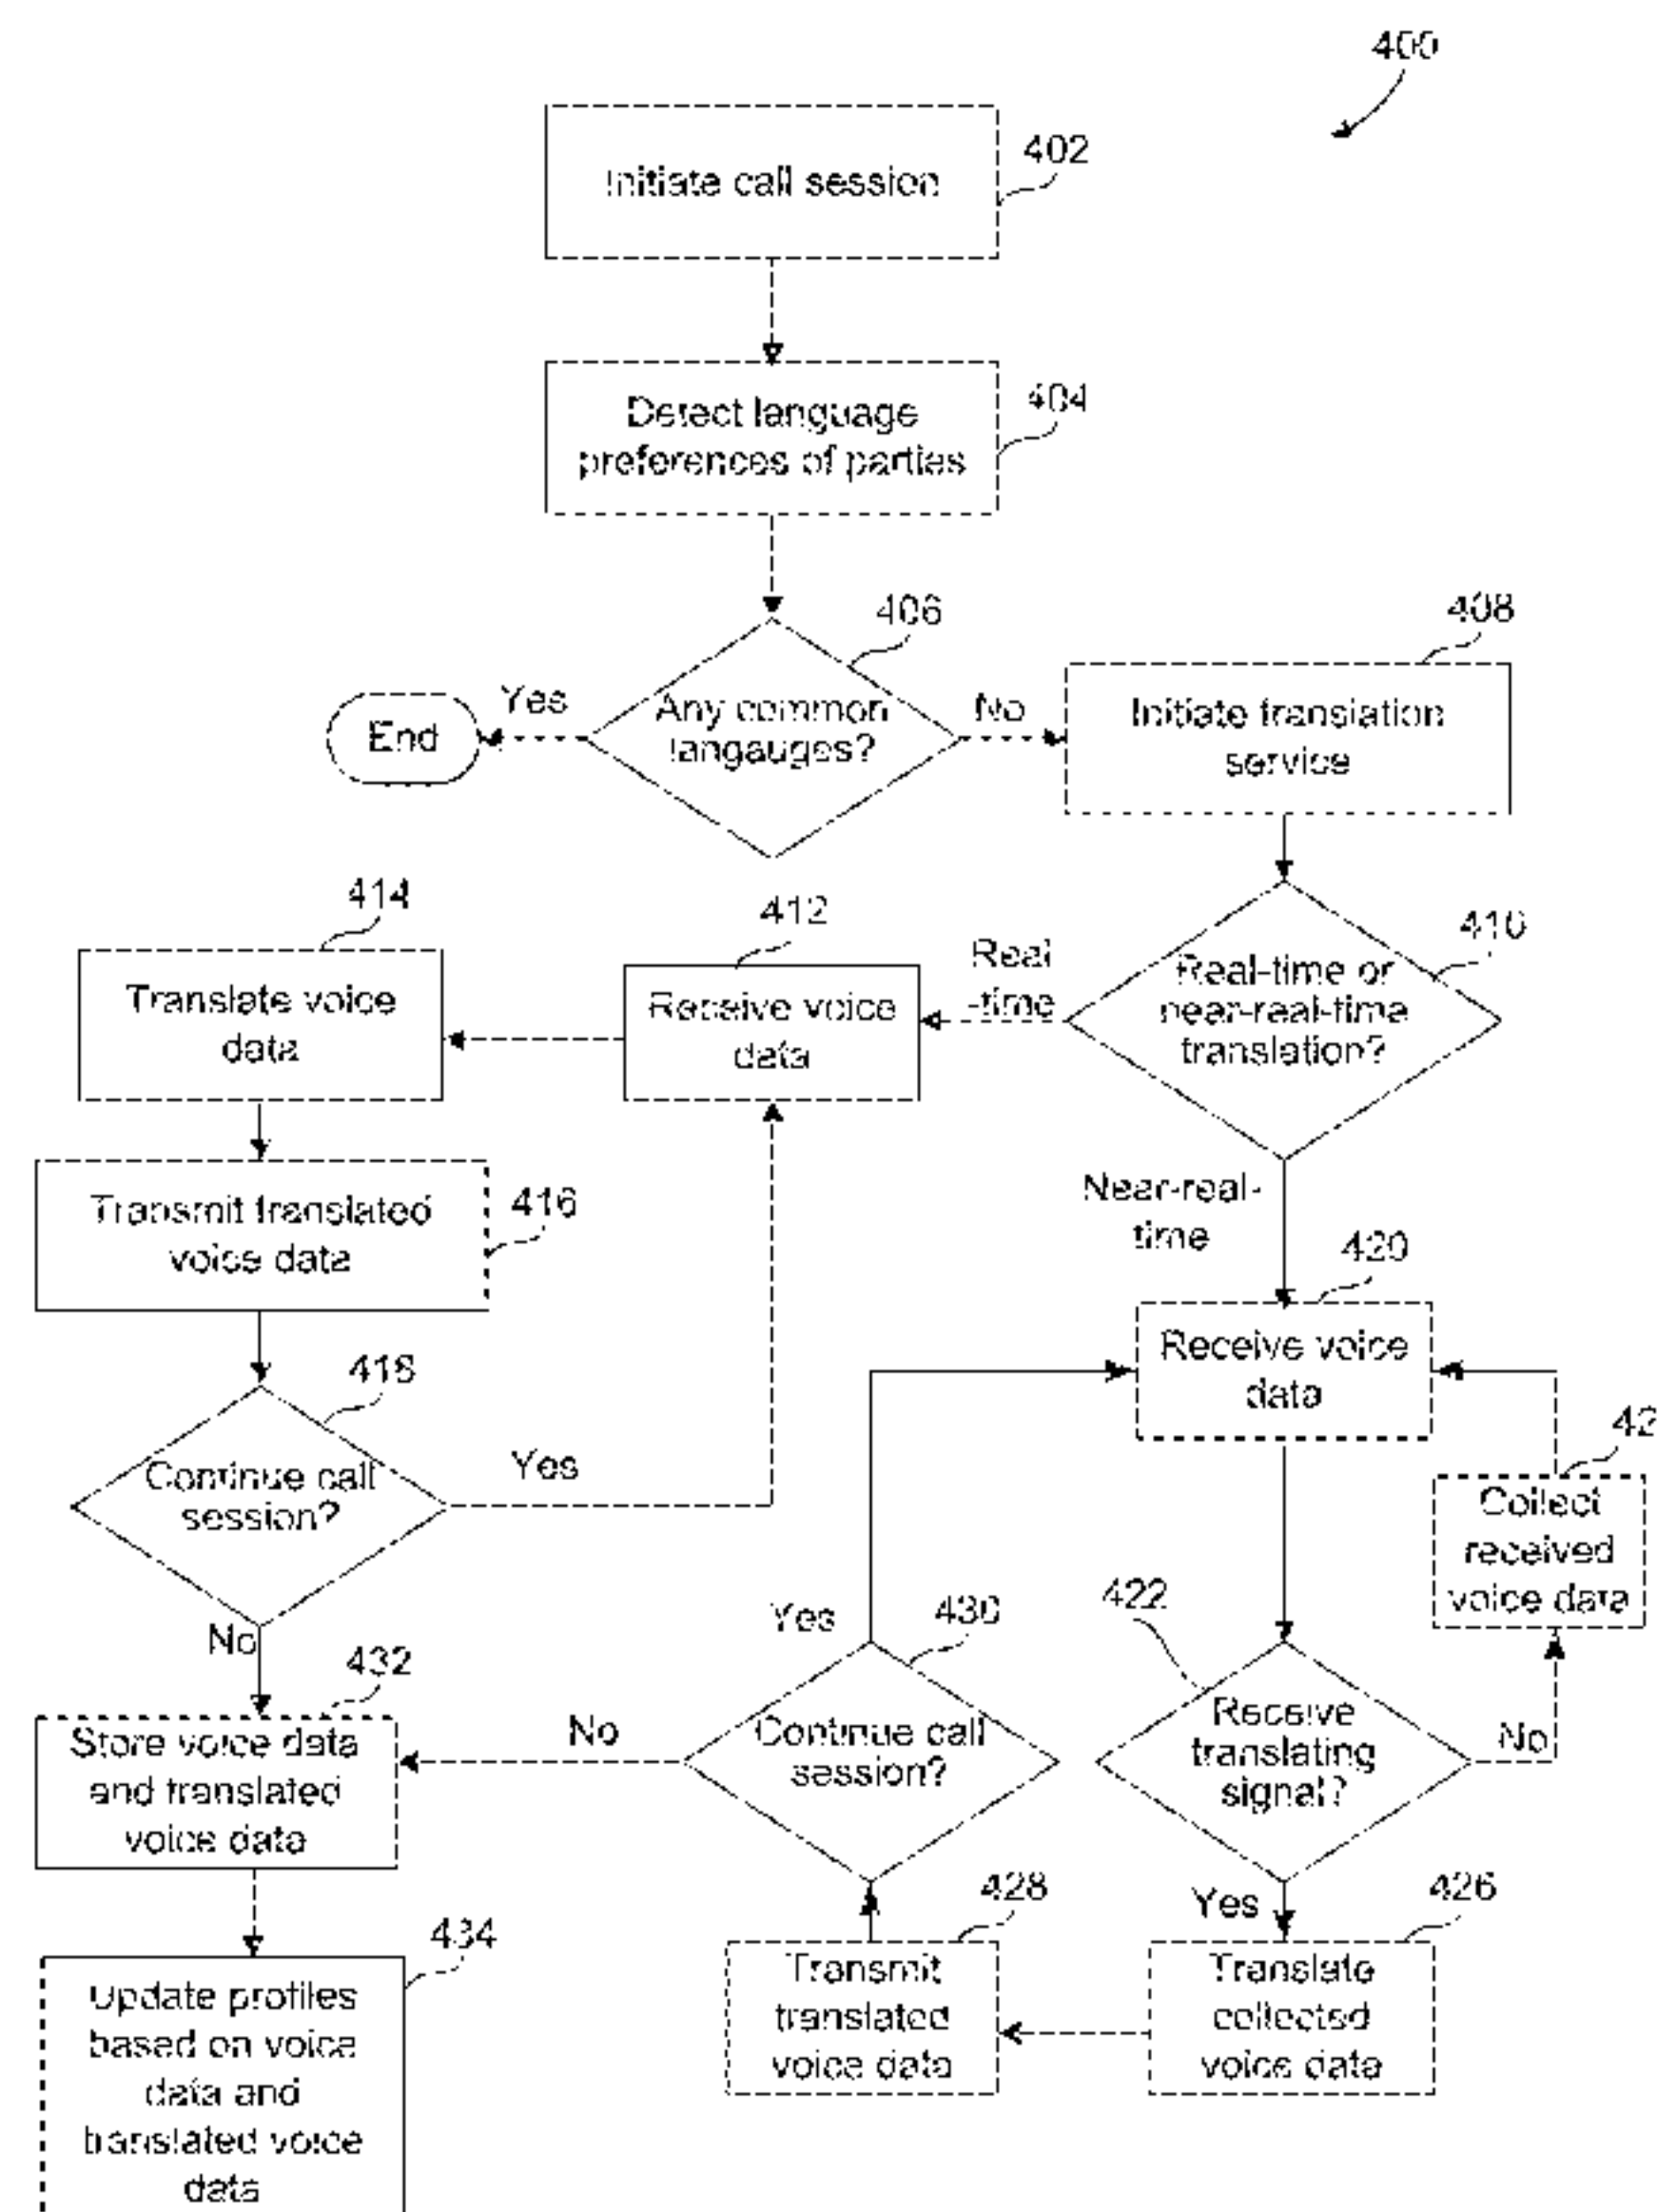 400
Initiate call session
402
Detect language
preferences of parties
404
406
408
Any common
langauges?
Yes
End
No
Initiate translation
service
410
Real-time or
near-real-time
translation?
Real
-time
412
Receive voice
data
414
Translate voice
data
416
Transmit translated
voice data
418
Continue call
session?
Yes
No
Near-real-
time
420
Receive voice
data
42
Collect
received
voice data
422
Receive
translating
signal?
No
Yes
426
Translate
collected
voice data
428
Transmit
translated
voice data
430
Continue call
session?
Yes
No
432
Store voice data
and translated
voice data
434
Update profiles
based on voice
data and
translated voice
data